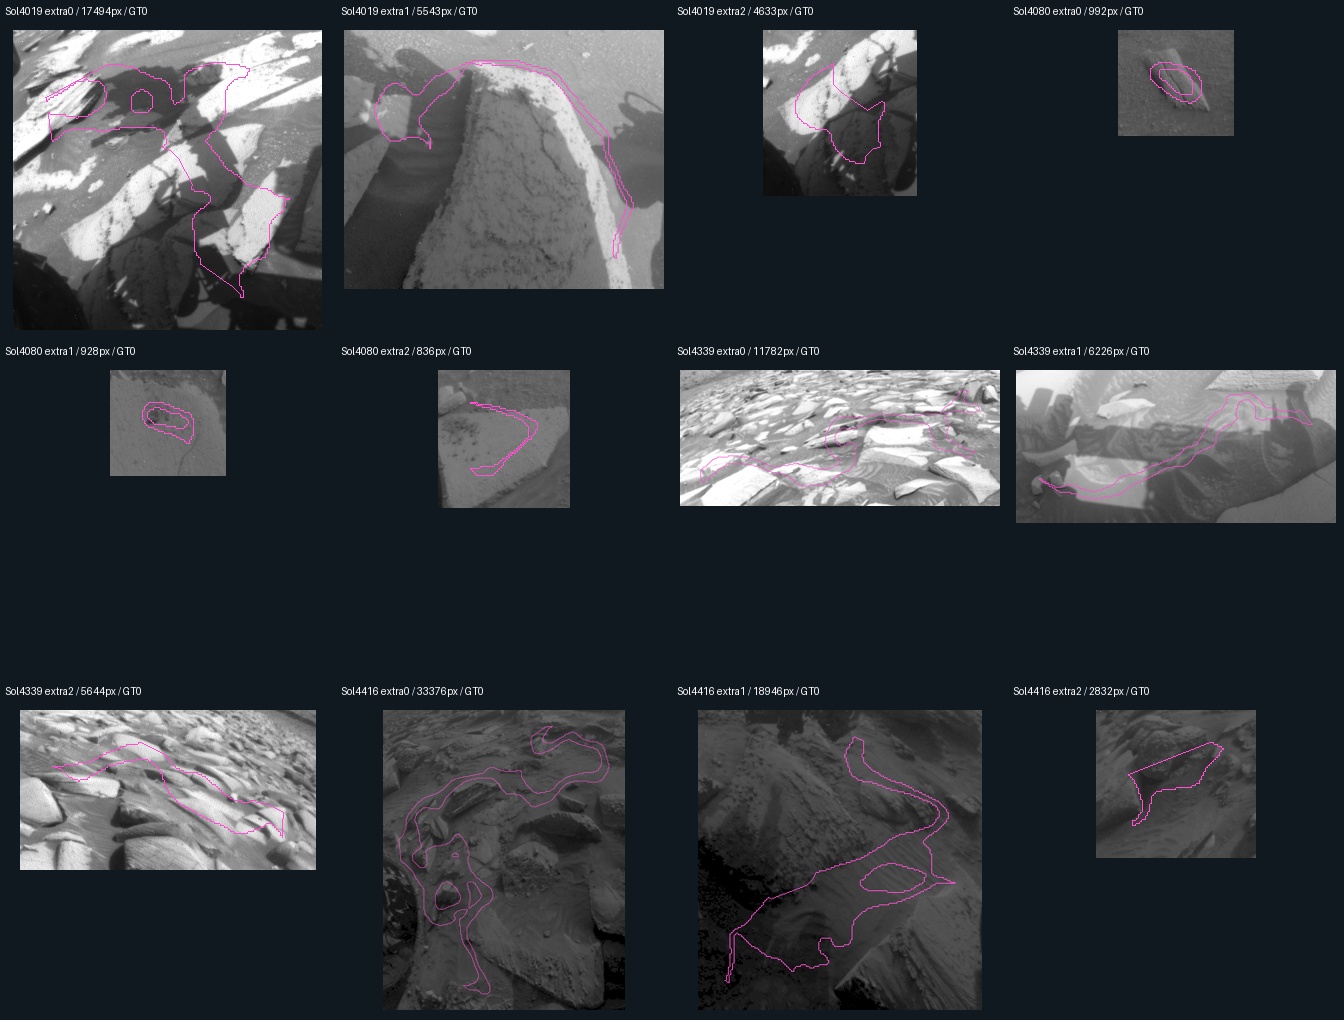 Sol4019 extra0 / 17494px / GT0
Sol4019 extra1 / 5543px / GT0
Sol4019 extra2 / 4633px / GT0
Sol4080 extra0 / 992px / GT0
Sol4080 extra1 / 928px / GT0
Sol4080 extra2 / 836px / GT0
Sol4339 extra0 / 11782px / GT0
Sol4339 extra1 / 6226px / GT0
Sol4339 extra2 / 5644px / GT0
Sol4416 extra0 / 33376px / GT0
Sol4416 extra1 / 18946px / GT0
Sol4416 extra2 / 2832px / GT0